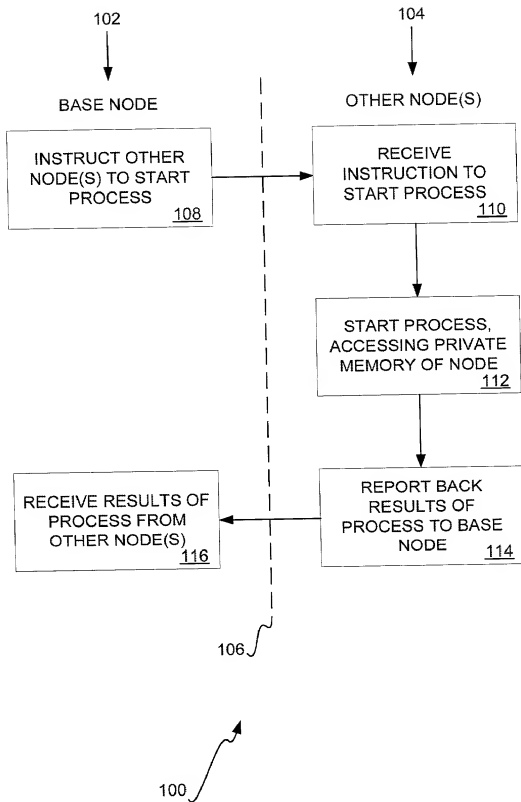 102
104
BASE NODE
OTHER NODE(S)
INSTRUCT OTHER
NODE(S) TO START
PROCESS
108
RECEIVE
INSTRUCTION TO
START PROCESS
110
START PROCESS,
ACCESSING PRIVATE
MEMORY OF NODE
112
REPORT BACK
RESULTS OF
PROCESS TO BASE
NODE
114
RECEIVE RESULTS OF
PROCESS FROM
OTHER NODE(S)
116
106
100